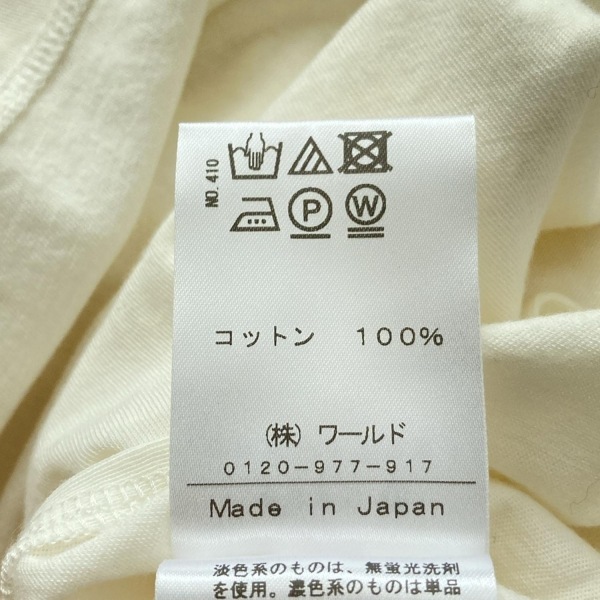 NO.410
P W
コットン 100%
(株) ワールド
0120-977-917
Made in Japan
淡色系のものは、無蛍光洗剤
を使用。濃色系のものは単品